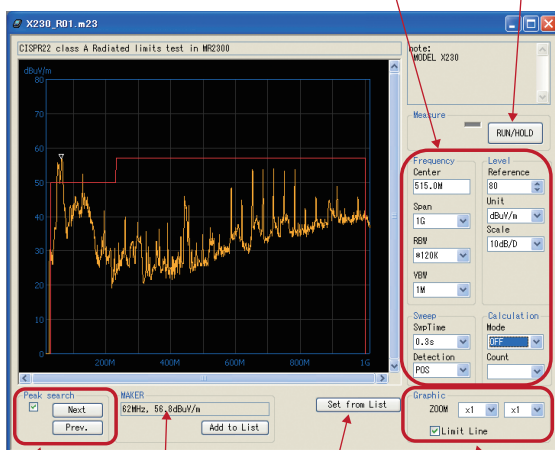 X230_R01.m23
CISPR22 class A Radiated limits test in MR2300
note:
MODEL X230
dBuV/m
80
70
60
50
40
30
20
10
0
200M 400M 600M 800M 1G
Measure
RUN/HOLD
Frequency
Center
515.0M
Span
1G
RBW
*120K
VBW
1M
Level
Reference
80
Unit
dBuV/m
Scale
10dB/D
Sweep
SwpTime
0.3s
Detection
POS
Calculation
Mode
OFF
Count
Peak search
Next
Prev.
MAKER
62MHz, 56.8dBuV/m
Add to List
Set from List
Graphic
ZOOM x1 x1
Limit Line